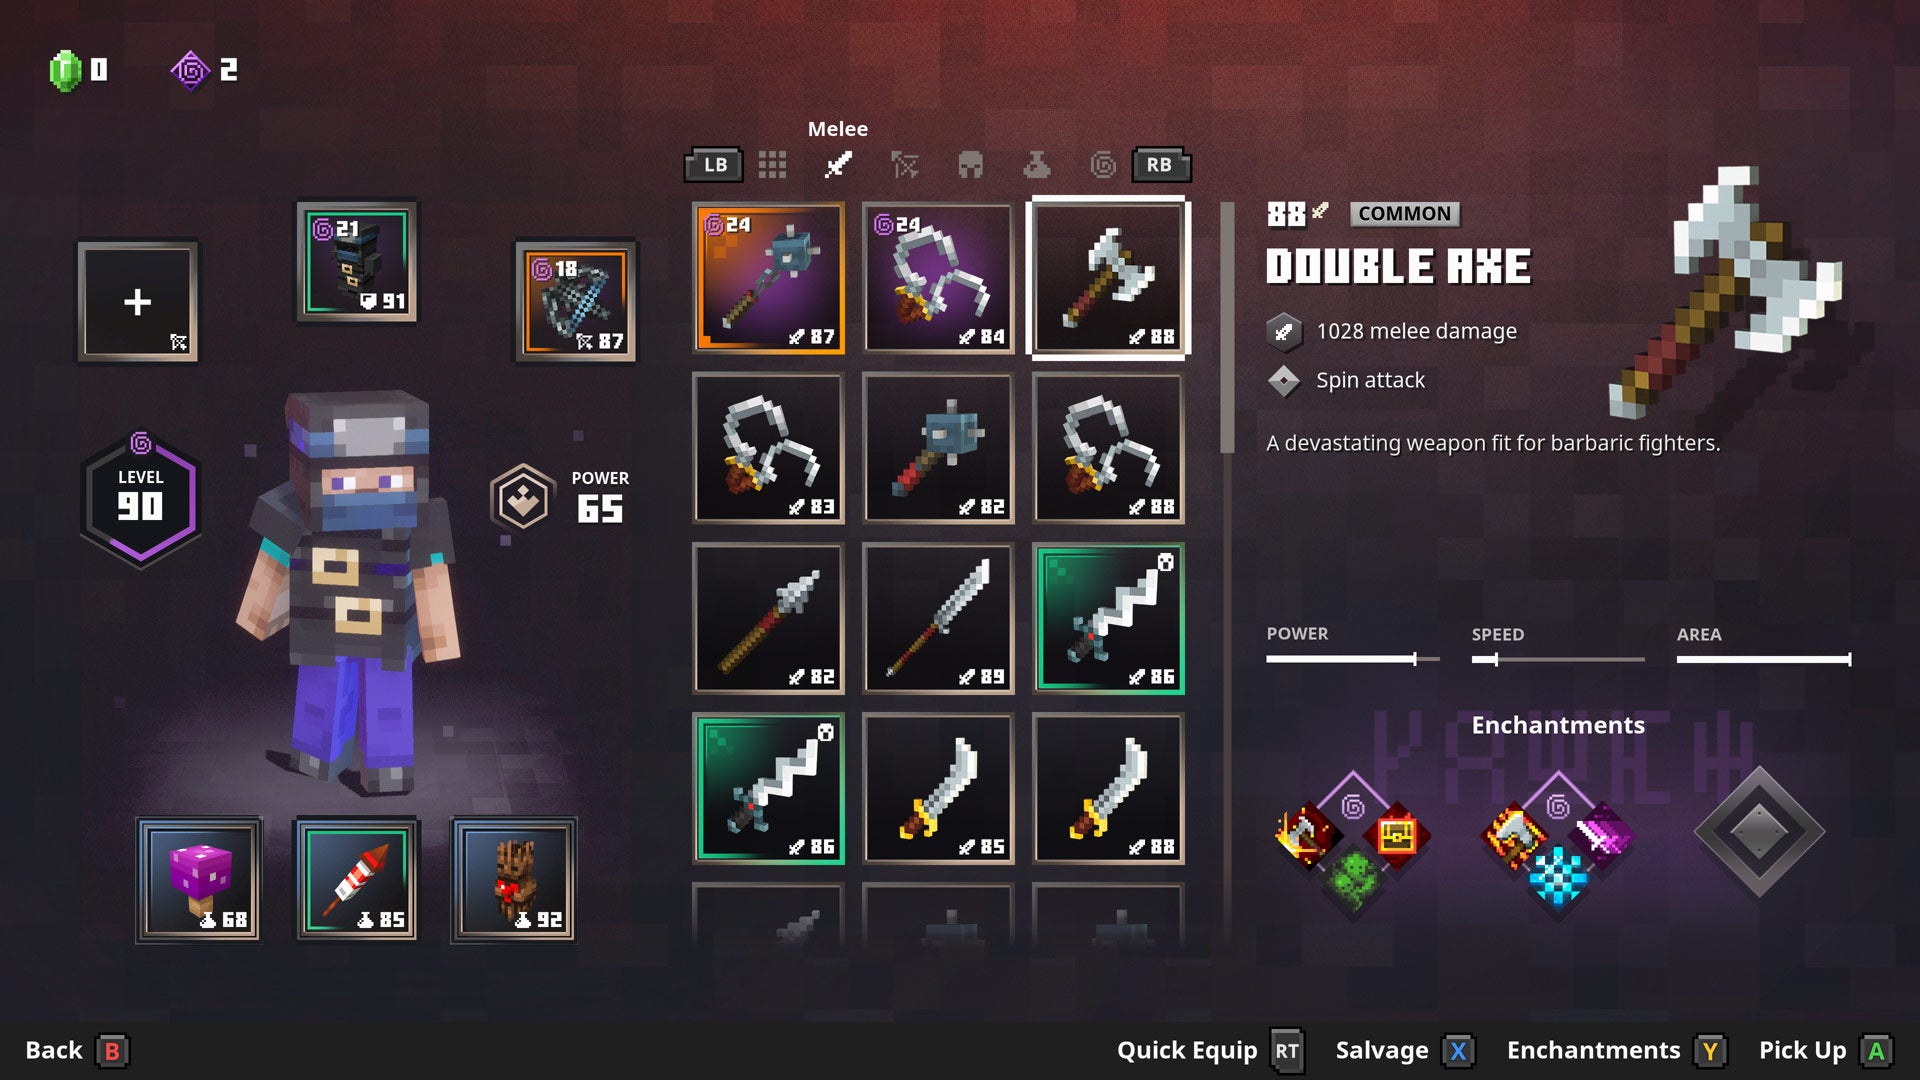 0 2
Melee
LB RB
21
91
18
87
24 87
24 84
88
83
82
88
82
89
86
86
85
88
LEVEL
90
POWER
65
68
85
92
88 COMMON
DOUBLE AXE
1028 melee damage
Spin attack
A devastating weapon fit for barbaric fighters.
POWER SPEED AREA
Enchantments
Back B
Quick Equip RT Salvage X Enchantments Y Pick Up A